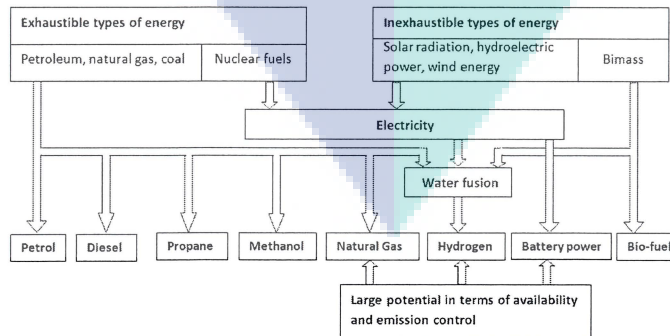 Exhaustible types of energy
Inexhaustible types of energy
Petroleum, natural gas, coal
Nuclear fuels
Solar radiation, hydroelectric
power, wind energy
Bimass
Electricity
Water fusion
Petrol
Diesel
Propane
Methanol
Natural Gas
Hydrogen
Battery power
Bio-fuel
Large potential in terms of availability
and emission control